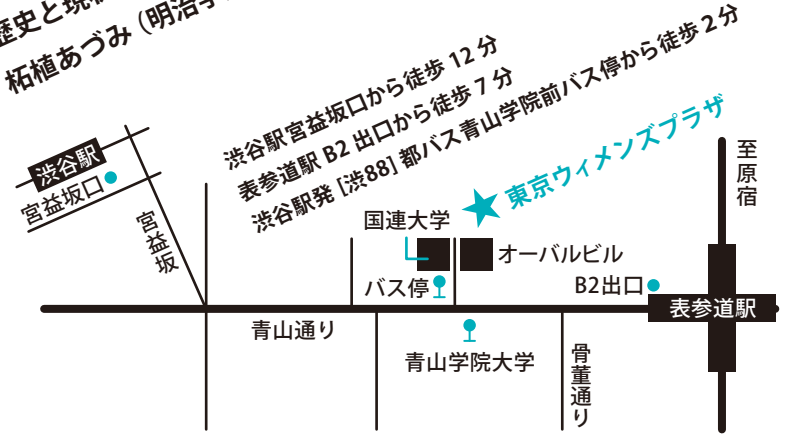 歴史と現
柘植あづみ（明治学
渋谷駅宮益坂口から徒歩 12 分
表参道駅 B2 出口から徒歩 7 分
渋谷駅発 [渋88] 都バス青山学院前バス停から徒歩 2 分
渋谷駅
宮益坂口
宮益坂
東京ウィメンズプラザ
至原宿
国連大学
オーバルビル
バス停
B2出口
表参道駅
青山通り
青山学院大学
骨董通り